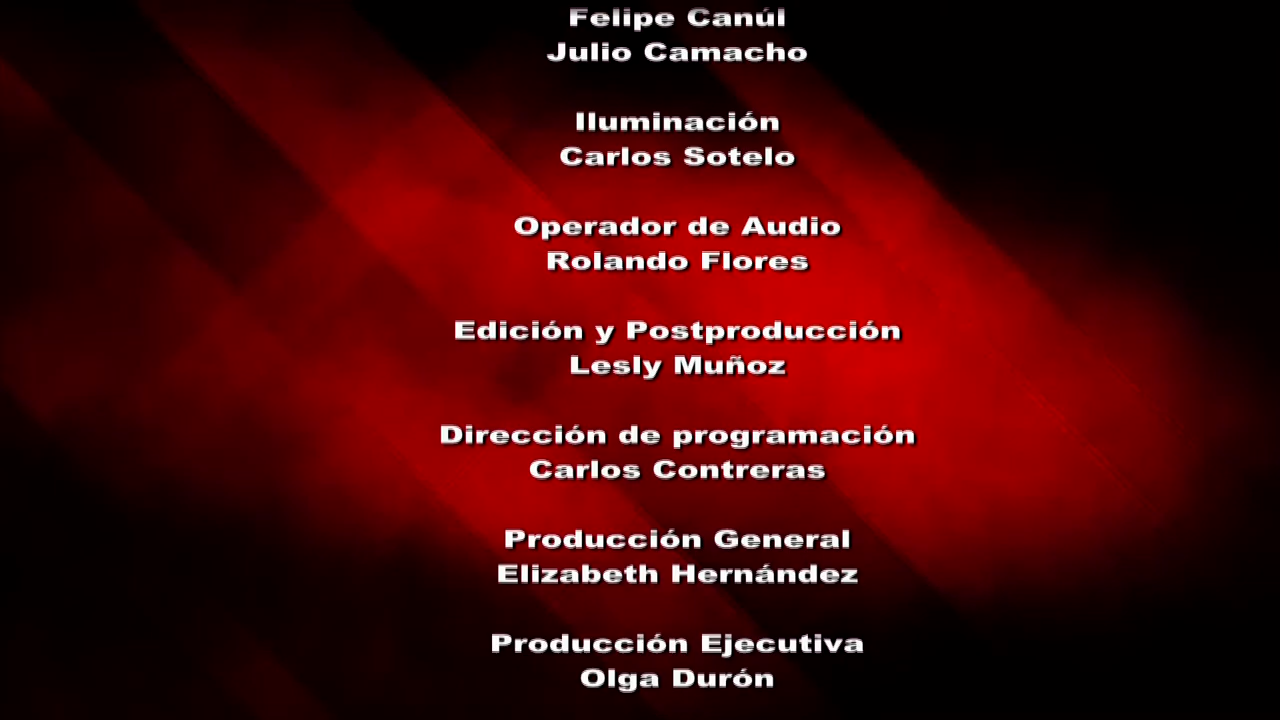 Felipe Canúl
Julio Camacho
Iluminación
Carlos Sotelo
Operador de Audio
Rolando Flores
Edición y Postproducción
Lesly Muñoz
Dirección de programación
Carlos Contreras
Producción General
Elizabeth Hernández
Producción Ejecutiva
Olga Durón